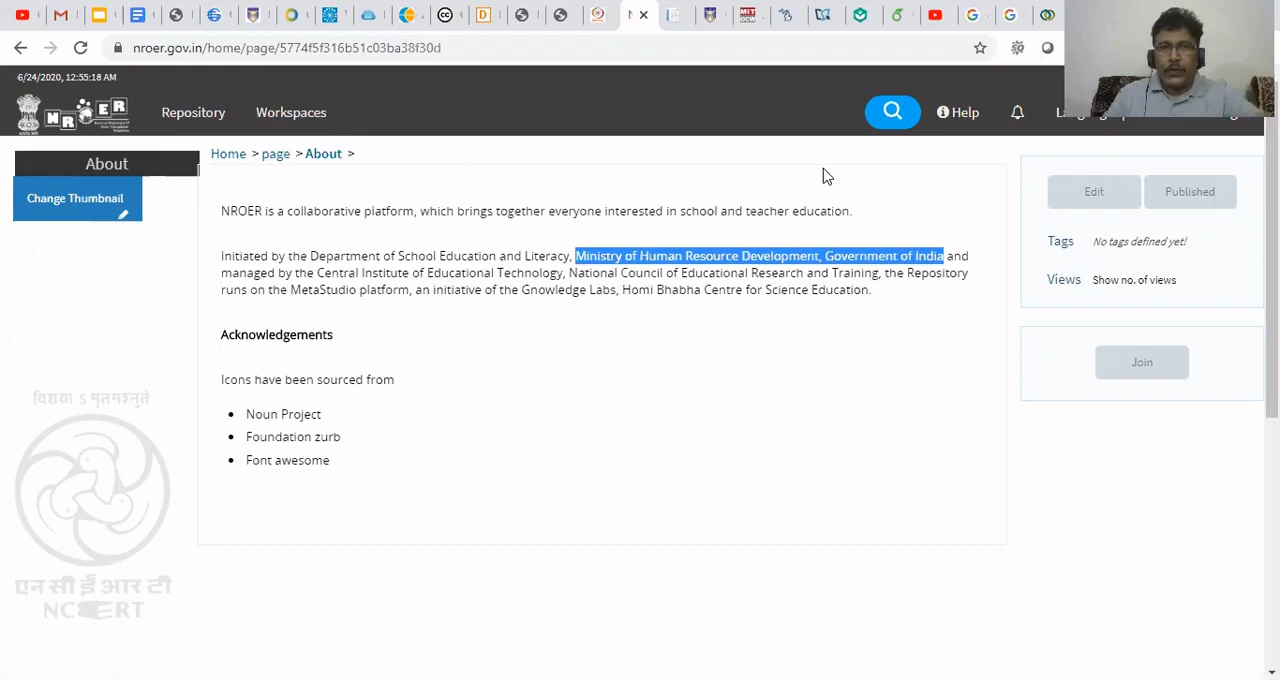 nroer.gov.in/home/page/5774f5f316b51c03ba38f30d
6/24/2020, 12:55:18 AM
NROER
Repository
Workspaces
Help
About
Change Thumbnail
Home > page > About >
NROER is a collaborative platform, which brings together everyone interested in school and teacher education.
Initiated by the Department of School Education and Literacy, Ministry of Human Resource Development, Government of India and
managed by the Central Institute of Educational Technology, National Council of Educational Research and Training, the Repository
runs on the MetaStudio platform, an initiative of the Gnowledge Labs, Homi Bhabha Centre for Science Education.
Acknowledgements
Icons have been sourced from
• Noun Project
• Foundation zurb
• Font awesome
Edit
Published
Tags
No tags defined yet!
Views
Show no. of views
Join
विद्यया ऽ मृतमश्नुते
एन सी ई आर टी
NCERT